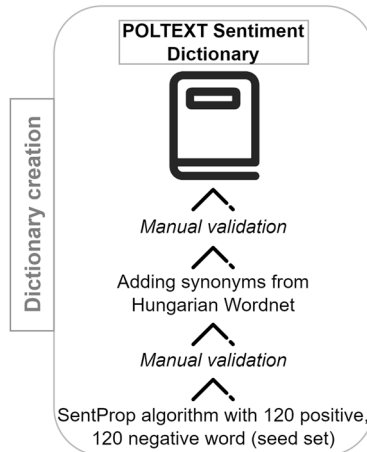 POLTEXT Sentiment
Dictionary
Dictionary creation
Manual validation
Adding synonyms from
Hungarian Wordnet
Manual validation
SentProp algorithm with 120 positive,
120 negative word (seed set)